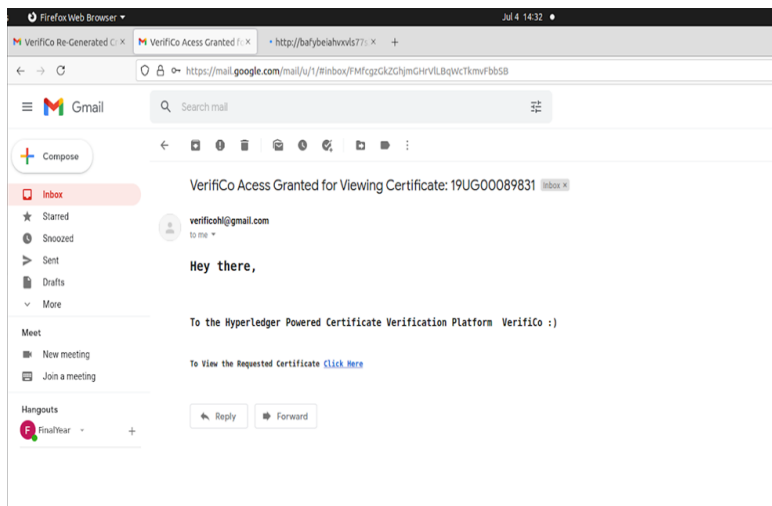 Firefox Web Browser ▾ Jul 4 14:32 ●
VerifiCo Re-Generated C × VerifiCo Acess Granted fo × • http://bafybeiahvxvls77s × +
https://mail.google.com/mail/u/1/#inbox/FMfcgzGkZGhjmGHrVlLBqWcTkmvFbbSB
Gmail Search mail
Compose
VerifiCo Acess Granted for Viewing Certificate: 19UG00089831 Inbox ×
Inbox
Starred
Snoozed
Sent
Drafts
More
verificohl@gmail.com
to me
Hey there,
To the Hyperledger Powered Certificate Verification Platform VerifiCo :)
To View the Requested Certificate Click Here
Reply Forward
Meet
New meeting
Join a meeting
Hangouts
F FinalYear +